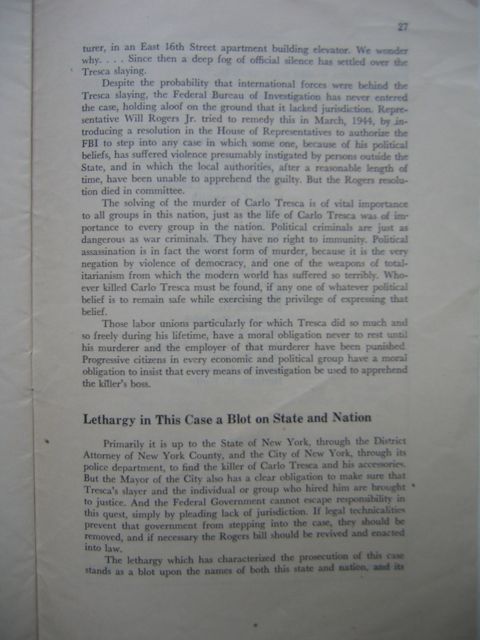 27
turer, in an East 16th Street apartment building elevator. We wonder
why. . . . Since then a deep fog of official silence has settled over the
Tresca slaying.
Despite the probability that international forces were behind the
Tresca slaying, the Federal Bureau of Investigation has never entered
the case, holding aloof on the ground that it lacked jurisdiction. Repre-
sentative Will Rogers Jr. tried to remedy this in March, 1944, by in-
troducing a resolution in the House of Representatives to authorize the
FBI to step into any case in which some one, because of his political
beliefs, has suffered violence presumably instigated by persons outside the
State, and in which the local authorities, after a reasonable length of
time, have been unable to apprehend the guilty. But the Rogers resolu-
tion died in committee.
The solving of the murder of Carlo Tresca is of vital importance
to all groups in this nation, just as the life of Carlo Tresca was of im-
portance to every group in the nation. Political criminals are just as
dangerous as war criminals. They have no right to immunity. Political
assassination is in fact the worst form of murder, because it is the very
negation by violence of democracy, and one of the weapons of total-
itarianism from which the modern world has suffered so terribly. Who-
ever killed Carlo Tresca must be found, if any one of whatever political
belief is to remain safe while exercising the privilege of expressing that
belief.
Those labor unions particularly for which Tresca did so much and
so freely during his lifetime, have a moral obligation never to rest until
his murderer and the employer of that murderer have been punished.
Progressive citizens in every economic and political group have a moral
obligation to insist that every means of investigation be used to apprehend
the killer's boss.
Lethargy in This Case a Blot on State and Nation
Primarily it is up to the State of New York, through the District
Attorney of New York County, and the City of New York, through its
police department, to find the killer of Carlo Tresca and his accessories.
But the Mayor of the City also has a clear obligation to make sure that
Tresca's slayer and the individual or group who hired him are brought
to justice. And the Federal Government cannot escape responsibility in
this quest, simply by pleading lack of jurisdiction. If legal technicalities
prevent that government from stepping into the case, they should be
removed, and if necessary the Rogers bill should be revived and enacted
into law.
The lethargy which has characterized the prosecution of this case
stands as a blot upon the names of both this state and nation, and its